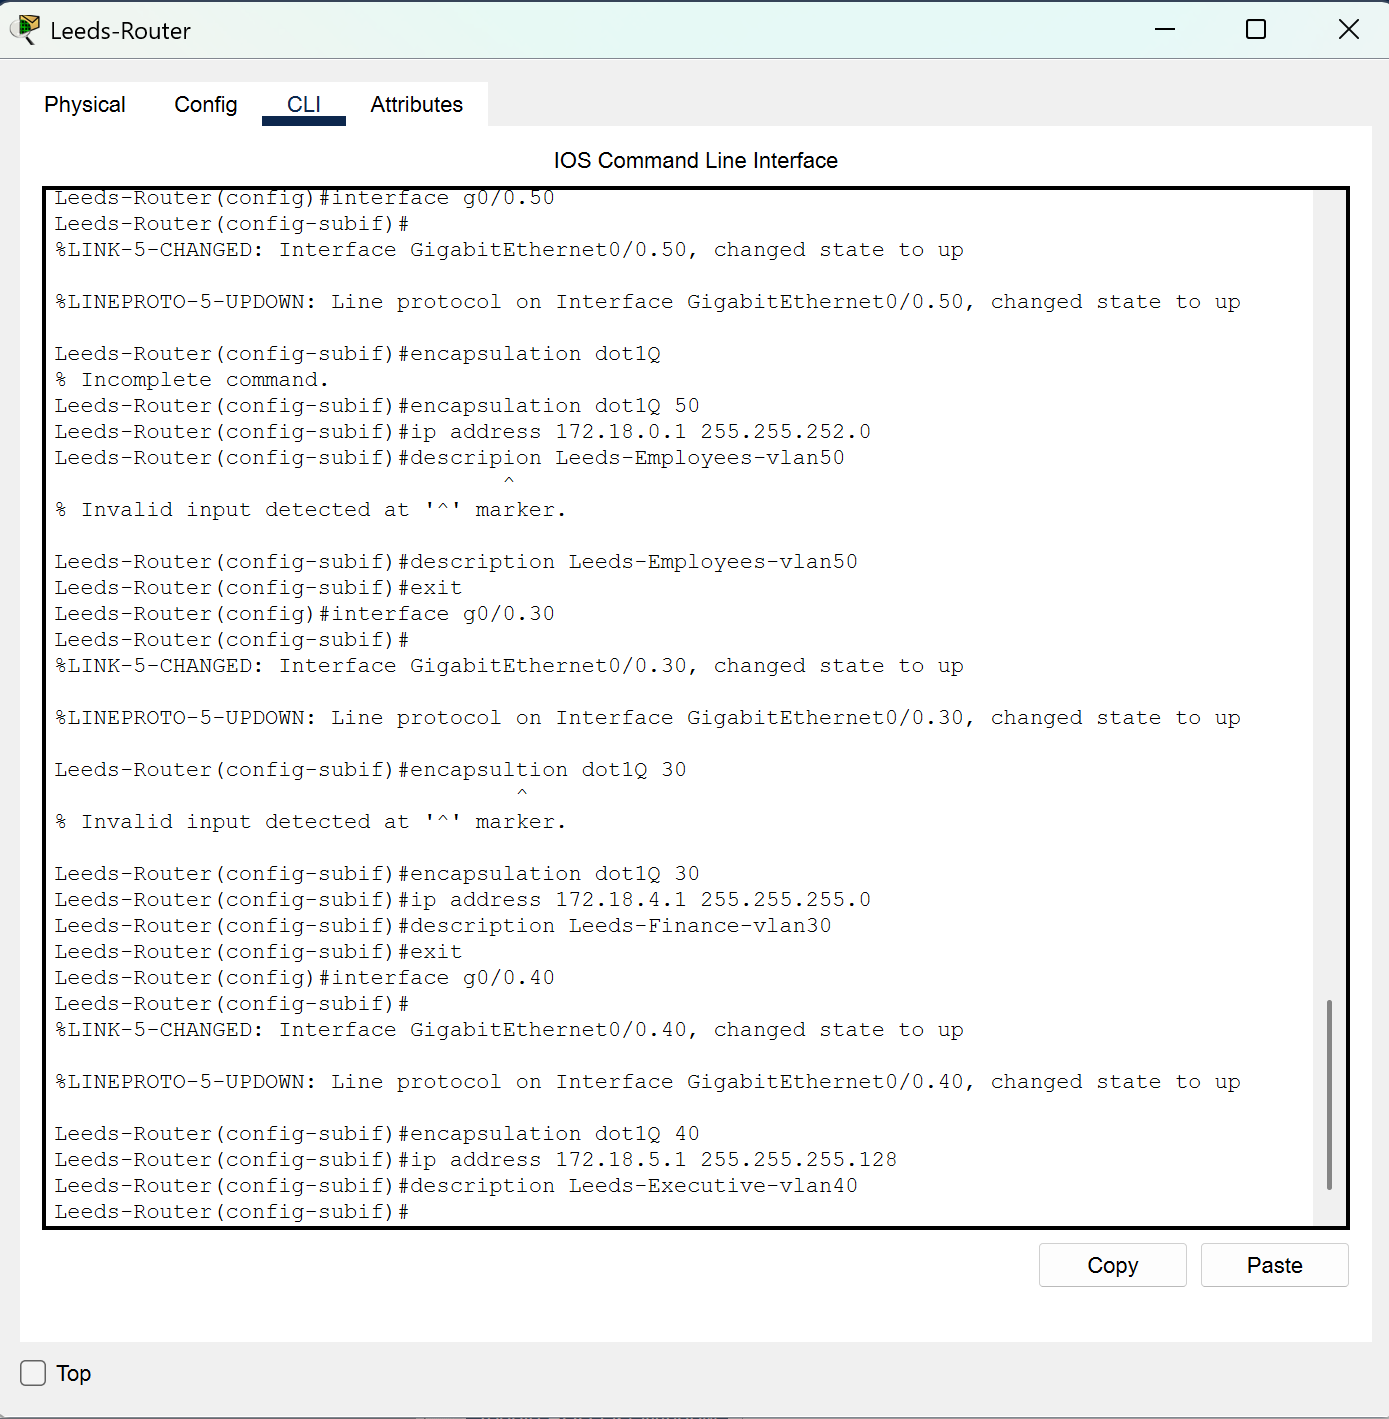 Leeds-Router
Physical Config CLI Attributes
IOS Command Line Interface
Leeds-Router(config)#interface g0/0.50
Leeds-Router(config-subif)#
%LINK-5-CHANGED: Interface GigabitEthernet0/0.50, changed state to up
%LINEPROTO-5-UPDOWN: Line protocol on Interface GigabitEthernet0/0.50, changed state to up
Leeds-Router(config-subif)#encapsulation dot1Q
% Incomplete command.
Leeds-Router(config-subif)#encapsulation dot1Q 50
Leeds-Router(config-subif)#ip address 172.18.0.1 255.255.252.0
Leeds-Router(config-subif)#descripion Leeds-Employees-vlan50
^
% Invalid input detected at '^' marker.
Leeds-Router(config-subif)#description Leeds-Employees-vlan50
Leeds-Router(config-subif)#exit
Leeds-Router(config)#interface g0/0.30
Leeds-Router(config-subif)#
%LINK-5-CHANGED: Interface GigabitEthernet0/0.30, changed state to up
%LINEPROTO-5-UPDOWN: Line protocol on Interface GigabitEthernet0/0.30, changed state to up
Leeds-Router(config-subif)#encapsultion dot1Q 30
^
% Invalid input detected at '^' marker.
Leeds-Router(config-subif)#encapsulation dot1Q 30
Leeds-Router(config-subif)#ip address 172.18.4.1 255.255.255.0
Leeds-Router(config-subif)#description Leeds-Finance-vlan30
Leeds-Router(config-subif)#exit
Leeds-Router(config)#interface g0/0.40
Leeds-Router(config-subif)#
%LINK-5-CHANGED: Interface GigabitEthernet0/0.40, changed state to up
%LINEPROTO-5-UPDOWN: Line protocol on Interface GigabitEthernet0/0.40, changed state to up
Leeds-Router(config-subif)#encapsulation dot1Q 40
Leeds-Router(config-subif)#ip address 172.18.5.1 255.255.255.128
Leeds-Router(config-subif)#description Leeds-Executive-vlan40
Leeds-Router(config-subif)#
Copy Paste
Top